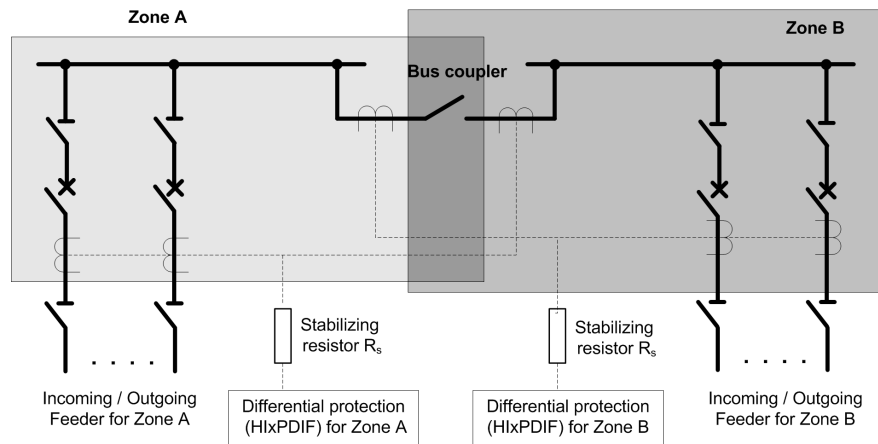 Zone A
Zone B
Bus coupler
Stabilizing
resistor Rs
Stabilizing
resistor Rs
. . . .
. . . .
Incoming / Outgoing
Feeder for Zone A
Differential protection
(HIxPDIF) for Zone A
Differential protection
(HIxPDIF) for Zone B
Incoming / Outgoing
Feeder for Zone B